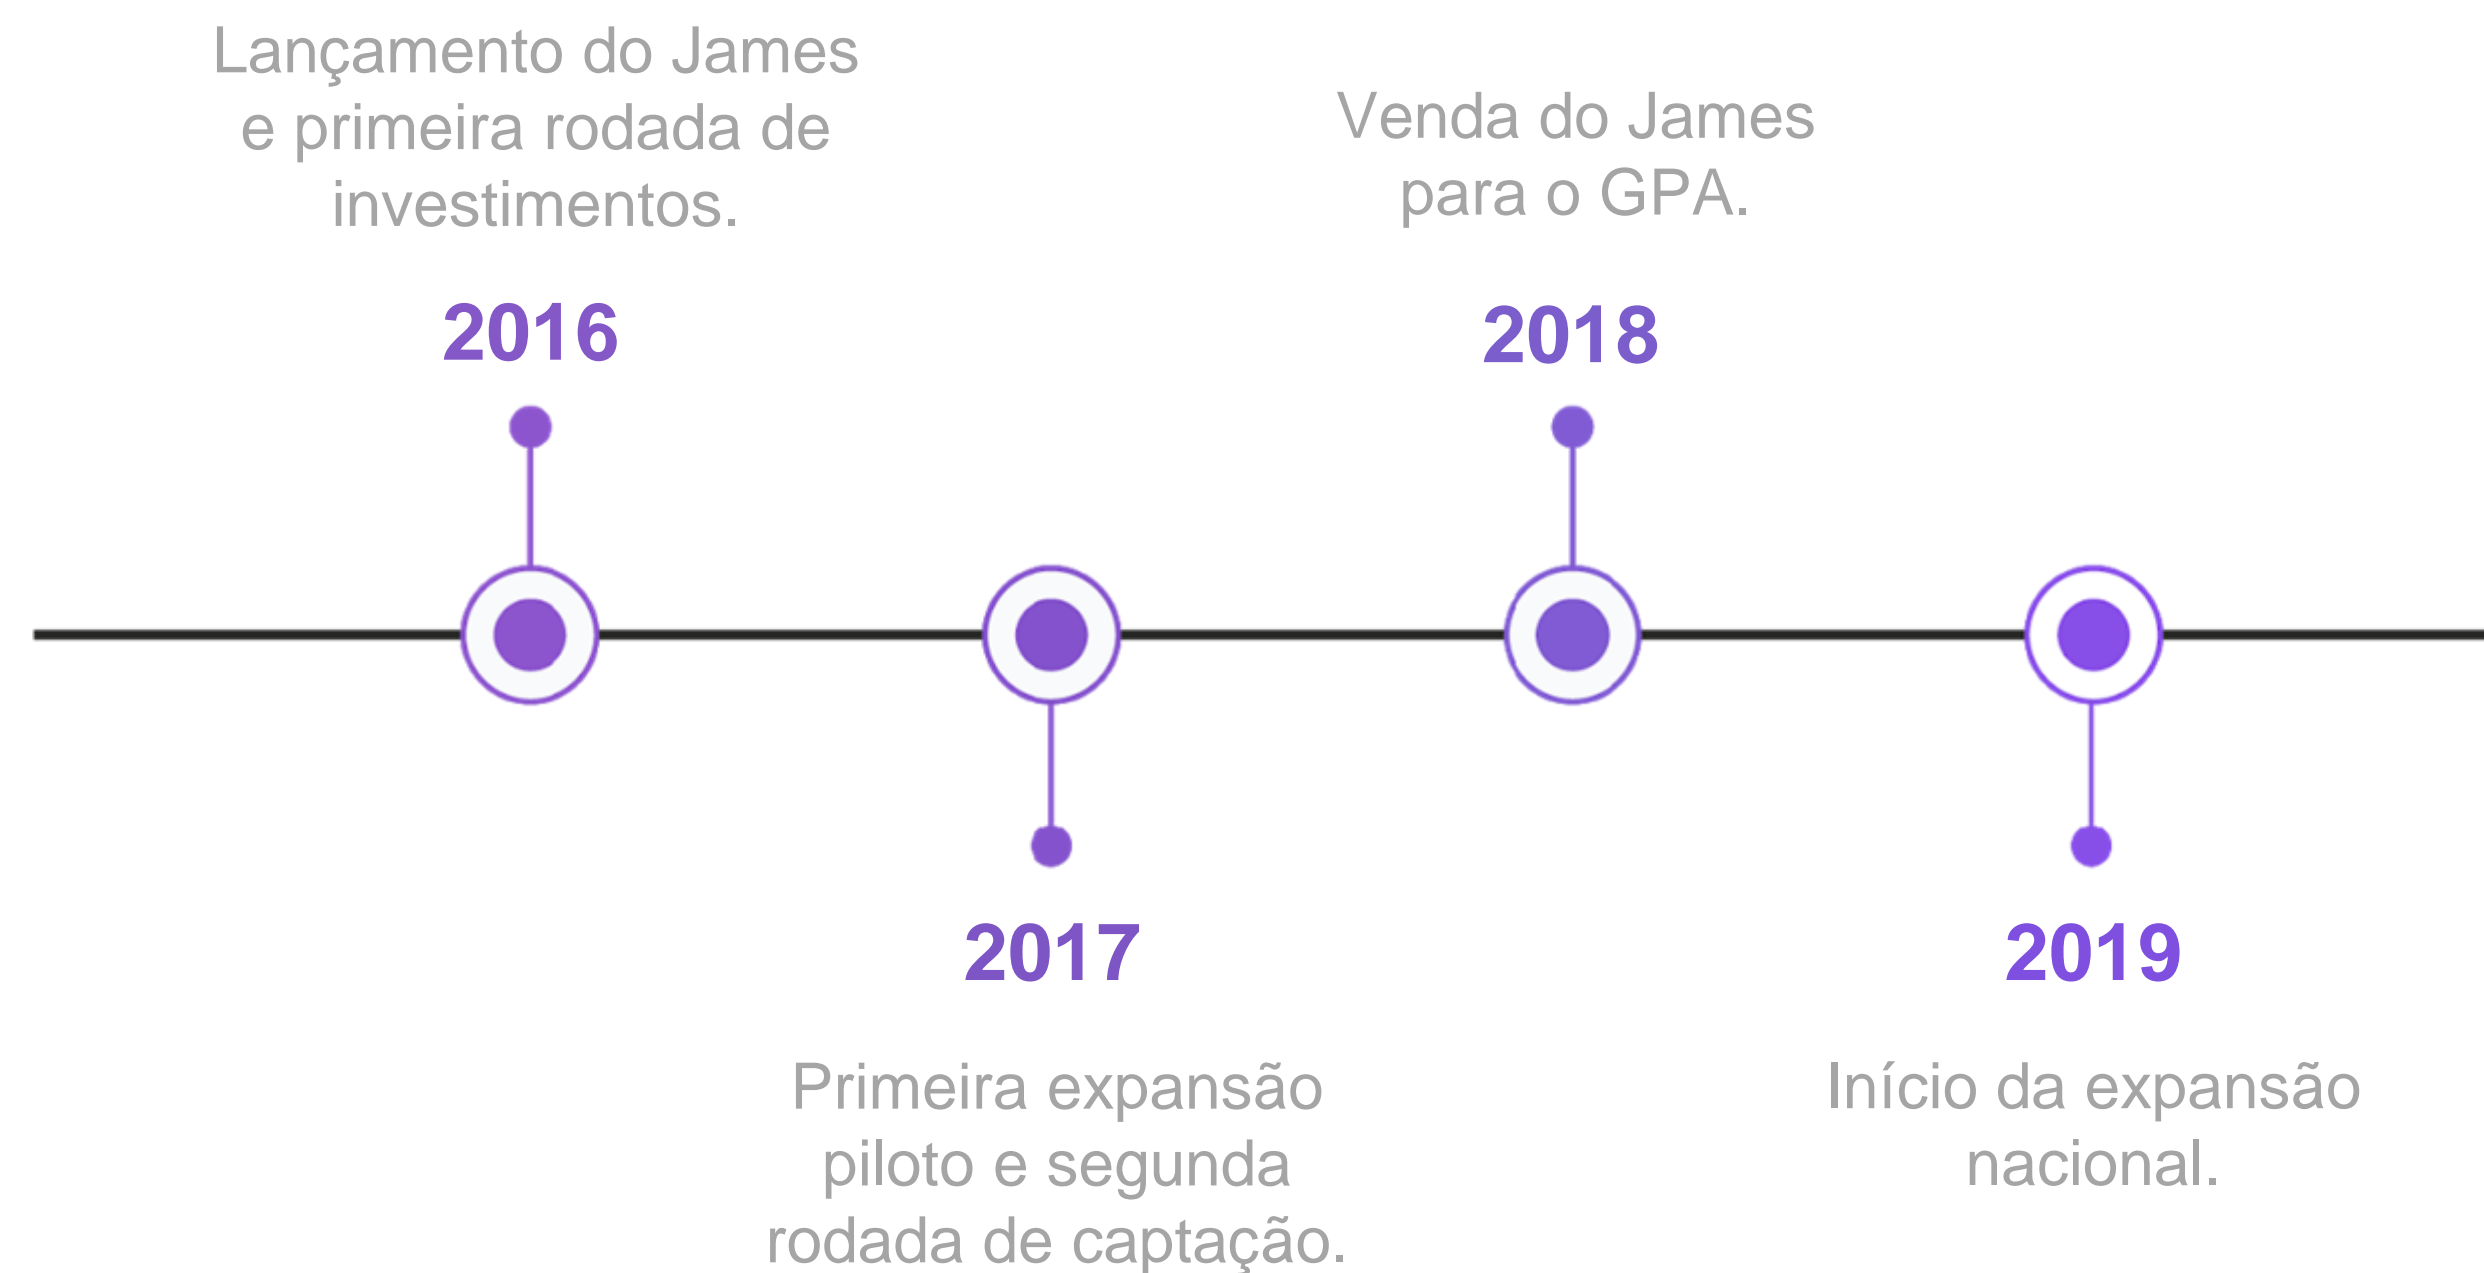 Lançamento do James
e primeira rodada de
investimentos.
2016
2017
Primeira expansão
piloto e segunda
rodada de captação.
Venda do James
para o GPA.
2018
2019
Início da expansão
nacional.